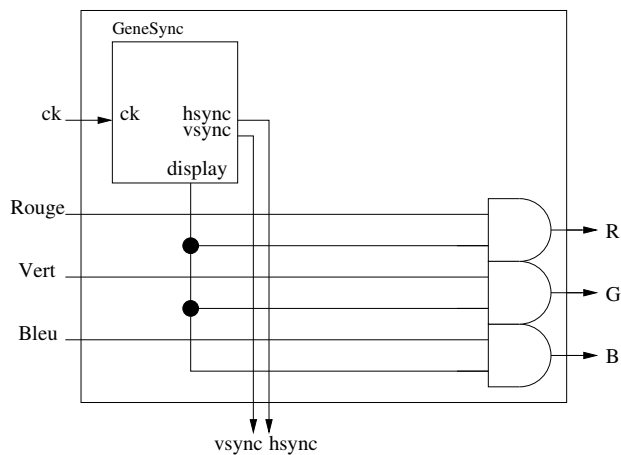 GeneSync
ck
ck
hsync
vsync
display
Rouge
R
Vert
G
Bleu
B
vsync hsync